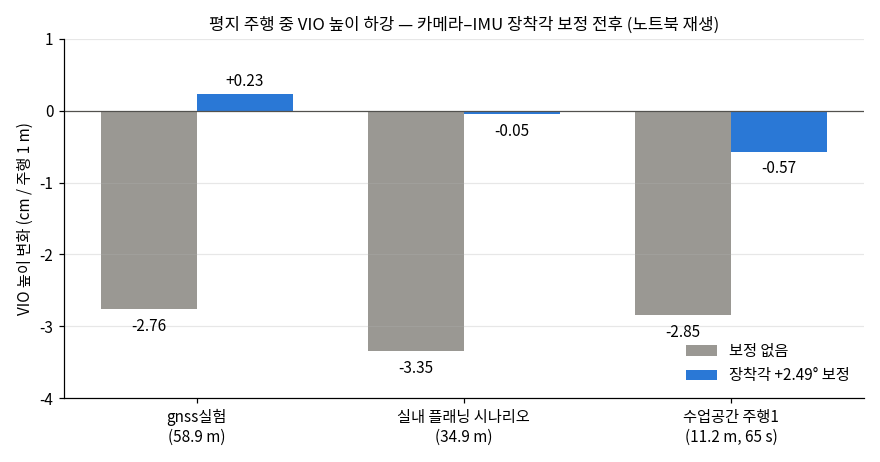 평지 주행 중 VIO 높이 하강 — 카메라–IMU 장착각 보정 전후 (노트북 재생)
VIO 높이 변화 (cm / 주행 1 m)
1
0
-1
-2
-3
-4
+0.23
-0.05
-0.57
-2.76
-3.35
-2.85
보정 없음
장착각 +2.49° 보정
gnss실험
(58.9 m)
실내 플래닝 시나리오
(34.9 m)
수업공간 주행1
(11.2 m, 65 s)